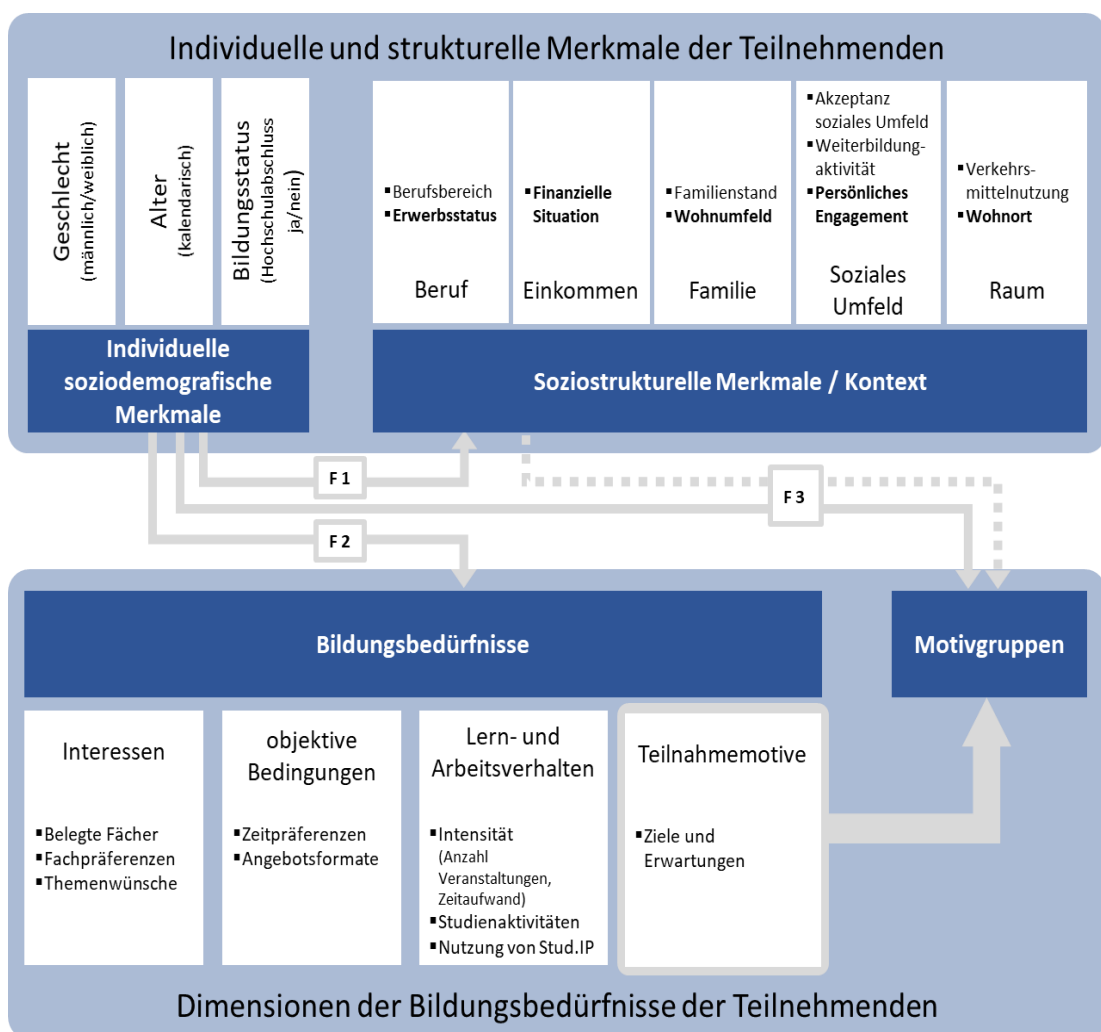 Individuelle und strukturelle Merkmale der Teilnehmenden
Geschlecht
(männlich/weiblich)
Alter
(kalendarisch)
Bildungsstatus
(Hochschulabschluss
ja/nein)
Individuelle
soziodemografische
Merkmale
▪Berufsbereich
▪Erwerbsstatus
Beruf
▪Finanzielle
Situation
Einkommen
▪Familienstand
▪Wohnumfeld
Familie
▪Akzeptanz
soziales Umfeld
▪Weiterbildung-
aktivität
▪Persönliches
Engagement
Soziales
Umfeld
▪Verkehrs-
mittelnutzung
▪Wohnort
Raum
Soziostrukturelle Merkmale / Kontext
F 1
F 3
F 2
Bildungsbedürfnisse
Motivgruppen
Interessen
▪Belegte Fächer
▪Fachpräferenzen
▪Themenwünsche
objektive
Bedingungen
▪Zeitpräferenzen
▪Angebotsformate
Lern- und
Arbeitsverhalten
▪Intensität
(Anzahl
Veranstaltungen,
Zeitaufwand)
▪Studienaktivitäten
▪Nutzung von Stud.IP
Teilnahmemotive
▪Ziele und
Erwartungen
Dimensionen der Bildungsbedürfnisse der Teilnehmenden